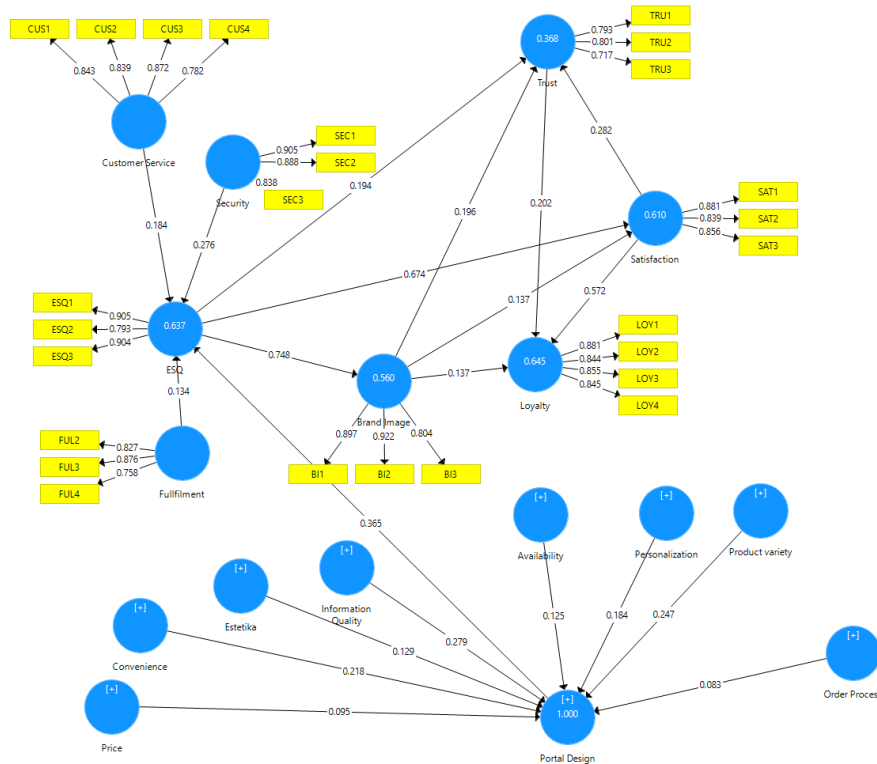 CUS1 CUS2 CUS3 CUS4
0.843 0.839 0.872 0.782
Customer Service
0.184
Security
0.905
0.888
0.838
SEC1
SEC2
SEC3
0.276
0.368
Trust
0.793
0.801
0.717
TRU1
TRU2
TRU3
0.194
0.196
0.202
0.282
0.610
Satisfaction
0.881
0.839
0.856
SAT1
SAT2
SAT3
0.674
0.137
0.572
ESQ1
ESQ2
ESQ3
0.905
0.793
0.904
0.637
ESQ
0.748
0.560
Brand Image
0.137
0.645
Loyalty
0.881
0.844
0.855
0.845
LOY1
LOY2
LOY3
LOY4
0.897 0.922 0.804
BI1 BI2 BI3
0.134
FUL2
FUL3
FUL4
0.827
0.876
0.758
Fullfilment
0.365
[+]
Availability
[+]
Personalization
[+]
Product variety
[+]
Information
Quality
[+]
Estetika
[+]
Convenience
[+]
Price
[+]
Order Proces
0.125
0.184
0.247
0.279
0.129
0.218
0.095
0.083
[+]
1.000
Portal Design